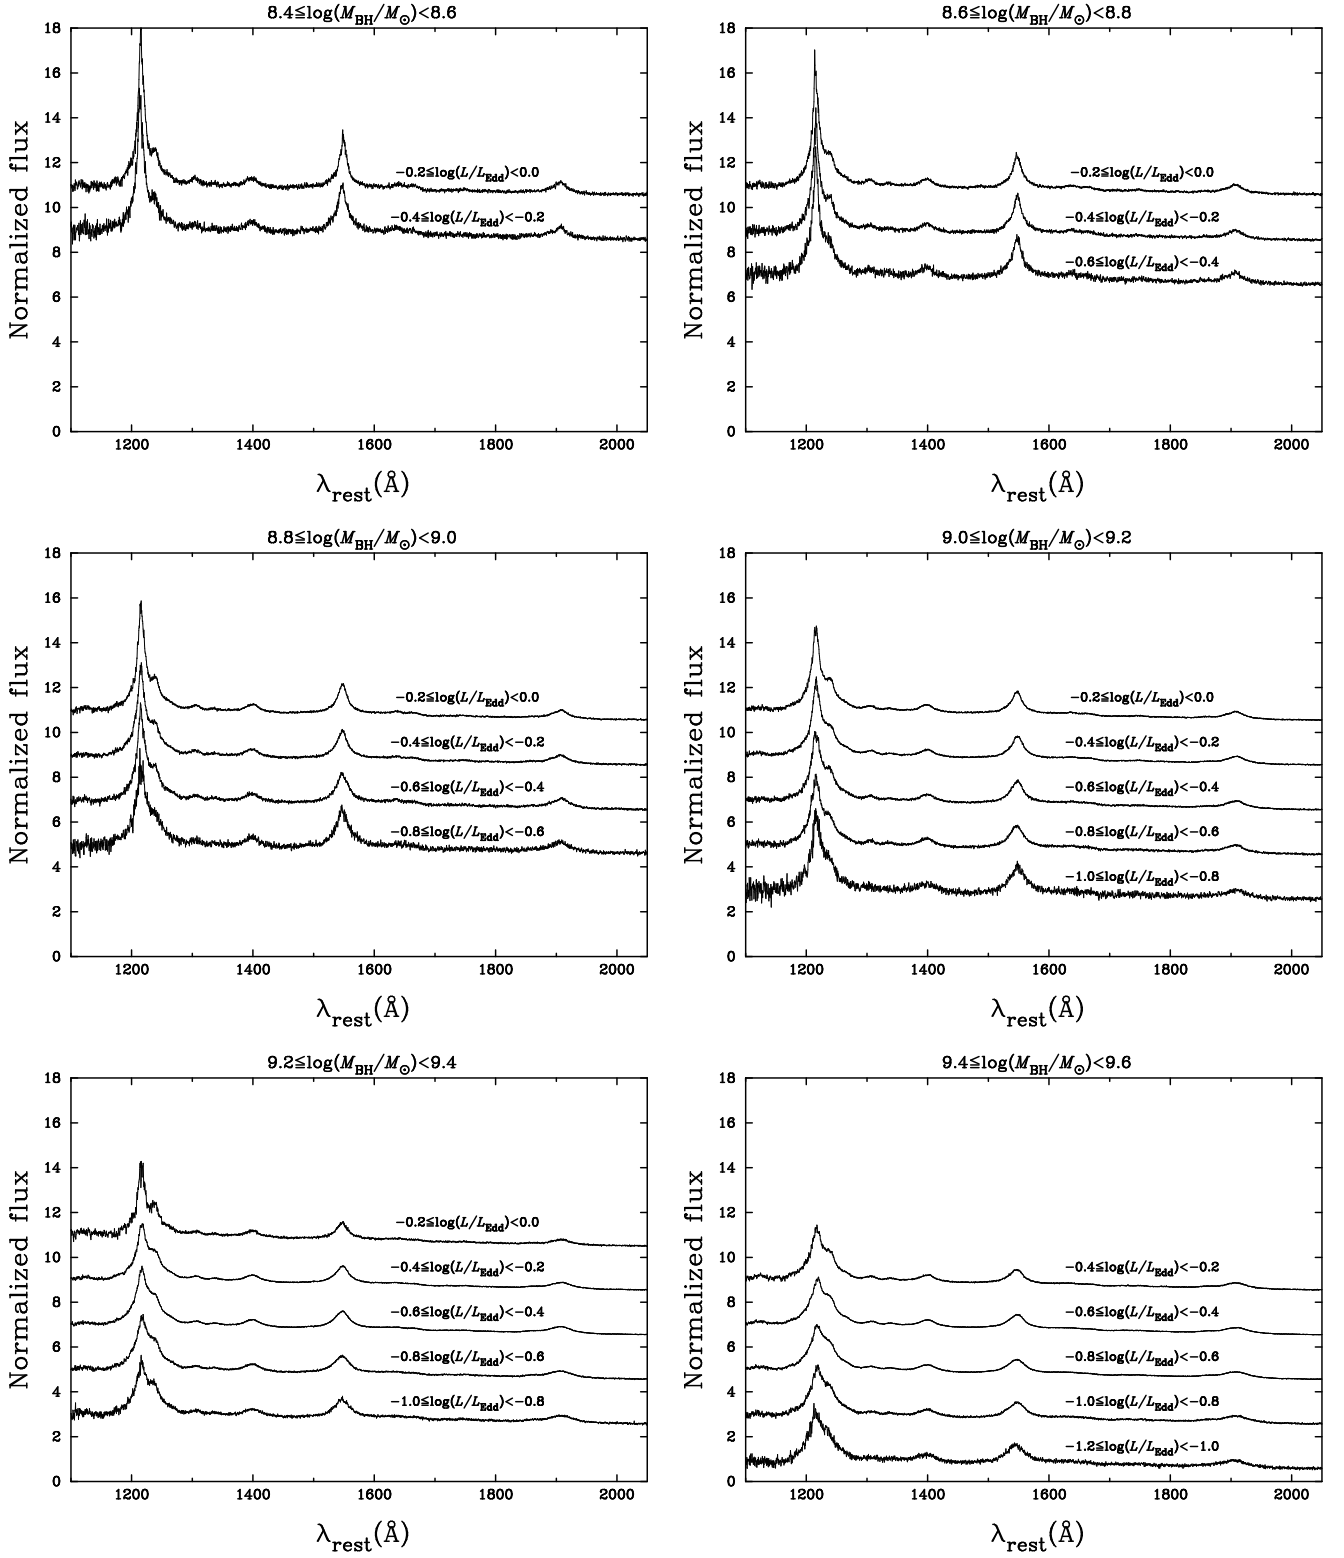 8.4≦log(M_BH/M_⊙)<8.6
18
16
14
12
10
8
6
4
2
0
Normalized flux
−0.2≦log(L/L_Edd)<0.0
−0.4≦log(L/L_Edd)<−0.2
1200 1400 1600 1800 2000
λ_rest(Å)
8.6≦log(M_BH/M_⊙)<8.8
18
16
14
12
10
8
6
4
2
0
Normalized flux
−0.2≦log(L/L_Edd)<0.0
−0.4≦log(L/L_Edd)<−0.2
−0.6≦log(L/L_Edd)<−0.4
1200 1400 1600 1800 2000
λ_rest(Å)
8.8≦log(M_BH/M_⊙)<9.0
18
16
14
12
10
8
6
4
2
0
Normalized flux
−0.2≦log(L/L_Edd)<0.0
−0.4≦log(L/L_Edd)<−0.2
−0.6≦log(L/L_Edd)<−0.4
−0.8≦log(L/L_Edd)<−0.6
1200 1400 1600 1800 2000
λ_rest(Å)
9.0≦log(M_BH/M_⊙)<9.2
18
16
14
12
10
8
6
4
2
0
Normalized flux
−0.2≦log(L/L_Edd)<0.0
−0.4≦log(L/L_Edd)<−0.2
−0.6≦log(L/L_Edd)<−0.4
−0.8≦log(L/L_Edd)<−0.6
−1.0≦log(L/L_Edd)<−0.8
1200 1400 1600 1800 2000
λ_rest(Å)
9.2≦log(M_BH/M_⊙)<9.4
18
16
14
12
10
8
6
4
2
0
Normalized flux
−0.2≦log(L/L_Edd)<0.0
−0.4≦log(L/L_Edd)<−0.2
−0.6≦log(L/L_Edd)<−0.4
−0.8≦log(L/L_Edd)<−0.6
−1.0≦log(L/L_Edd)<−0.8
1200 1400 1600 1800 2000
λ_rest(Å)
9.4≦log(M_BH/M_⊙)<9.6
18
16
14
12
10
8
6
4
2
0
Normalized flux
−0.4≦log(L/L_Edd)<−0.2
−0.6≦log(L/L_Edd)<−0.4
−0.8≦log(L/L_Edd)<−0.6
−1.0≦log(L/L_Edd)<−0.8
−1.2≦log(L/L_Edd)<−1.0
1200 1400 1600 1800 2000
λ_rest(Å)